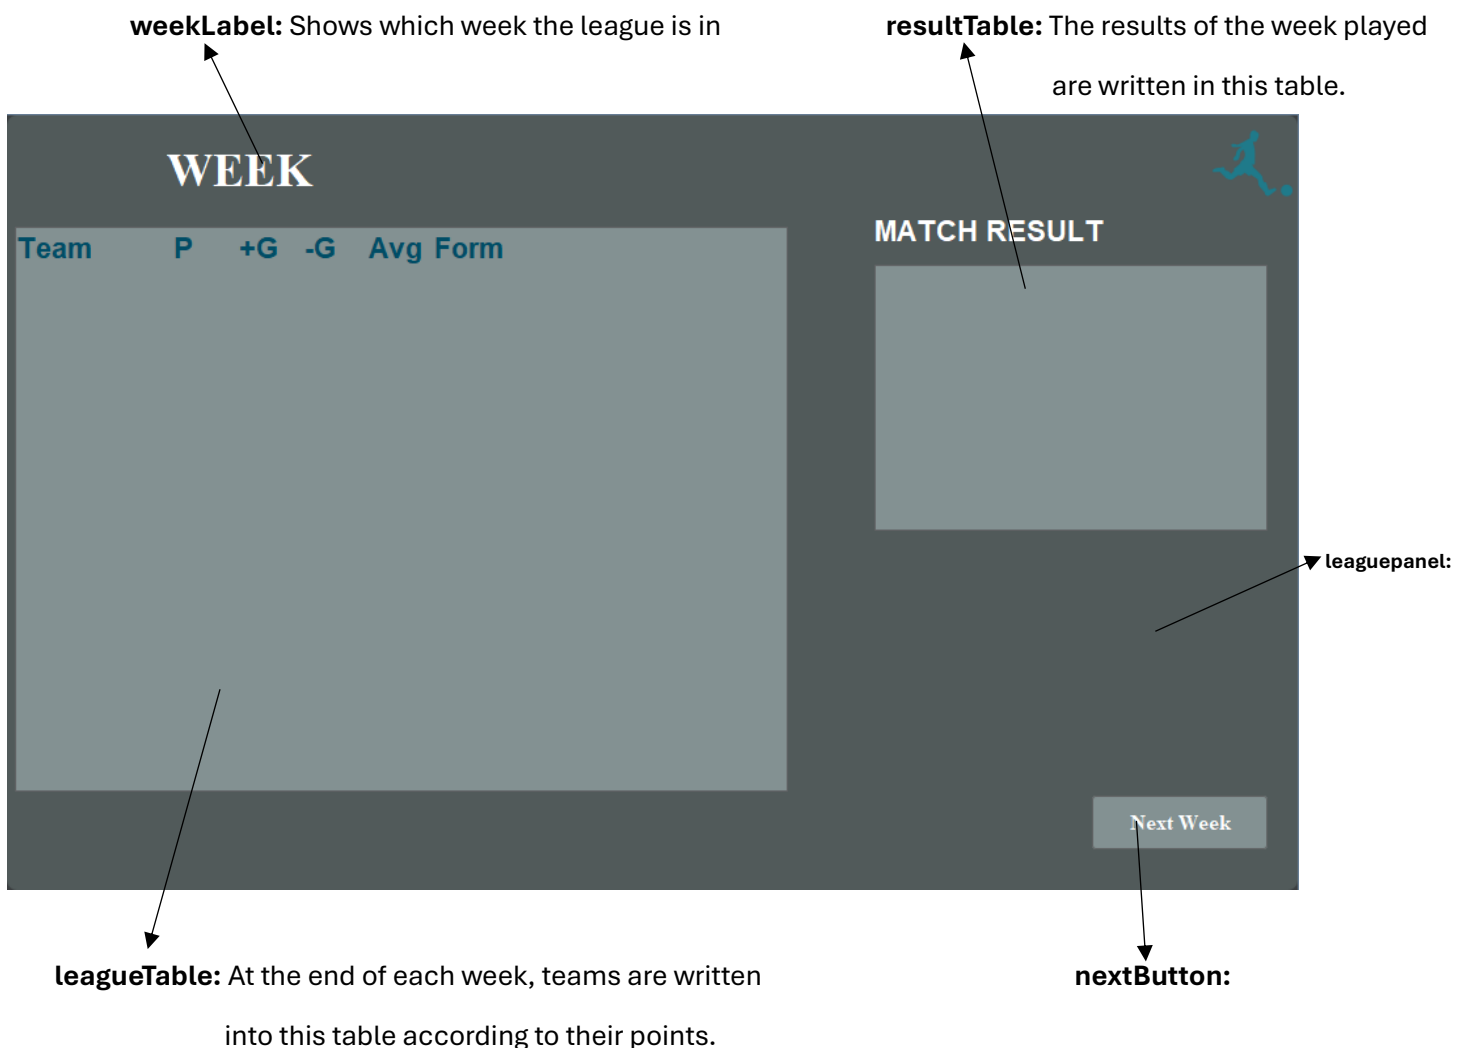 weekLabel: Shows which week the league is in
resultTable: The results of the week played
are written in this table.
WEEK
MATCH RESULT
Team P +G -G Avg Form
leaguepanel:
Next Week
leagueTable: At the end of each week, teams are written
into this table according to their points.
nextButton: